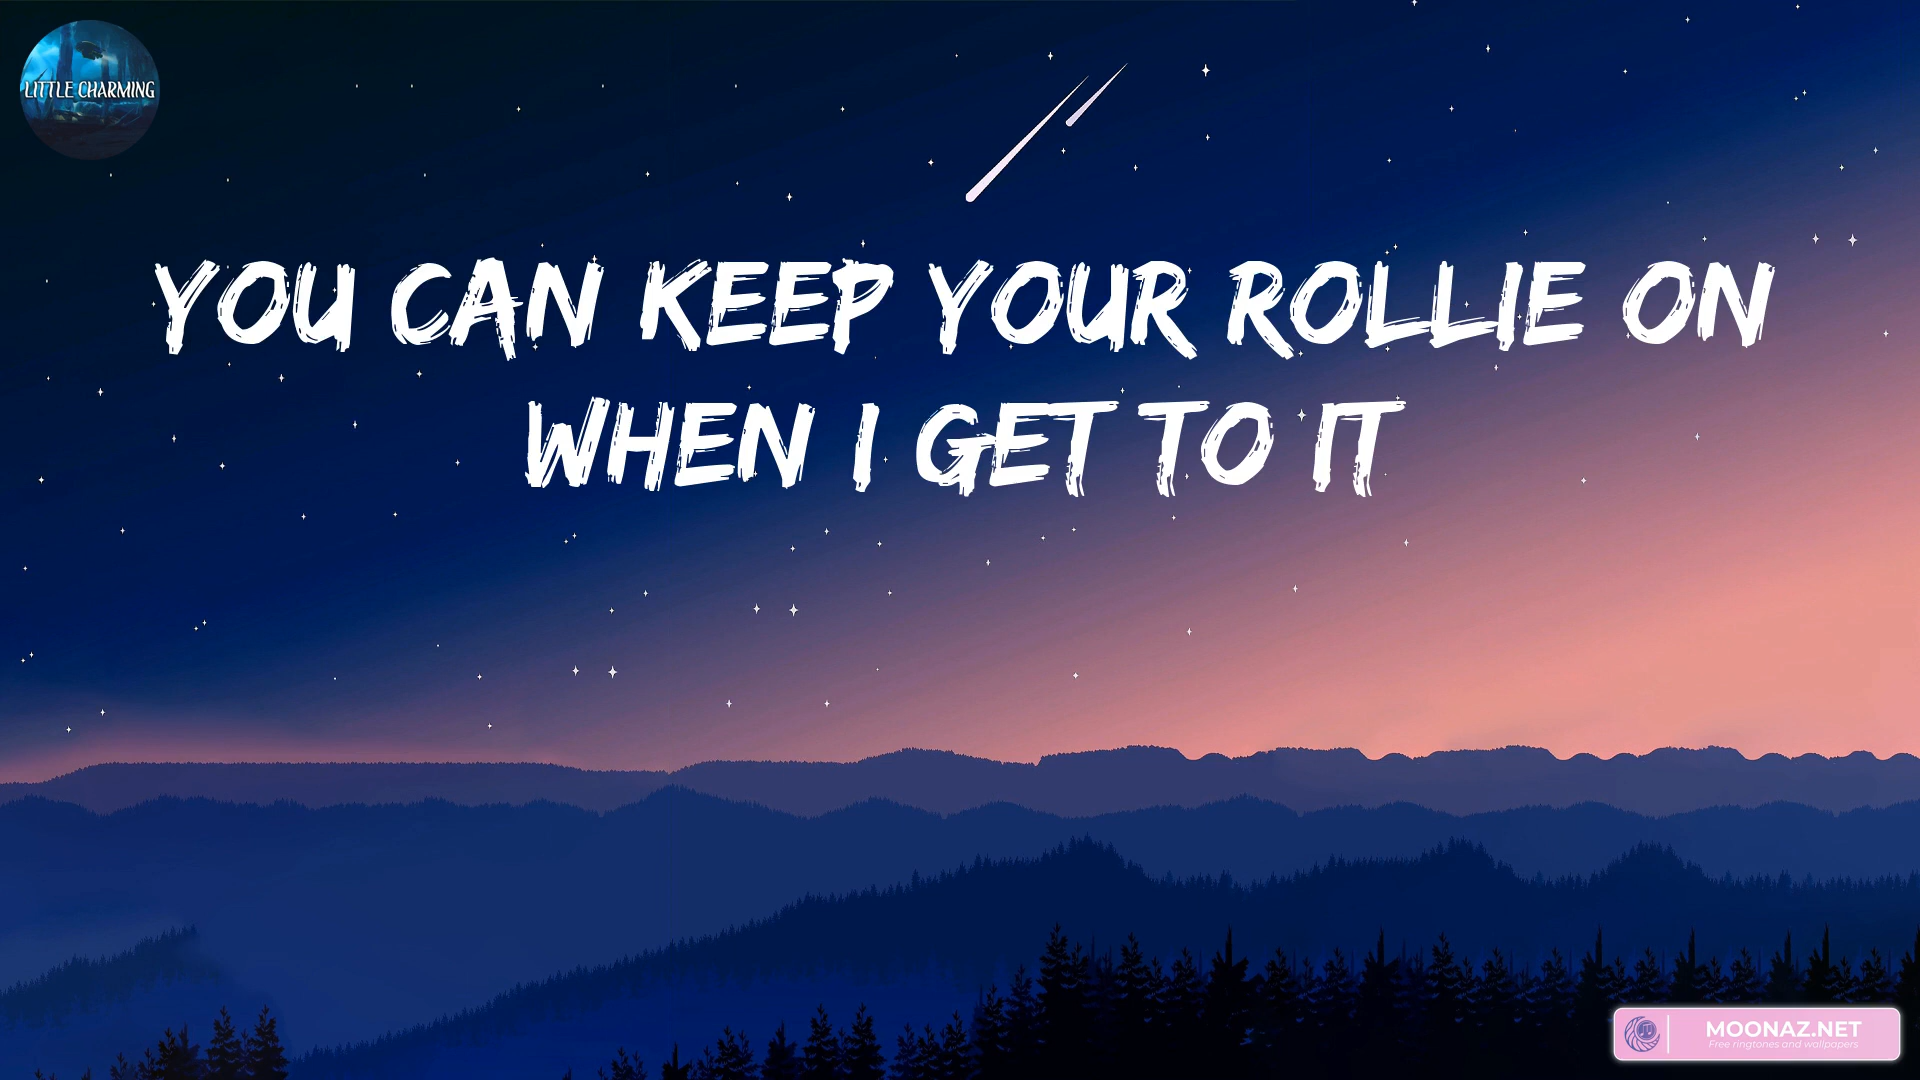 LITTLE CHARMING
YOU CAN KEEP YOUR ROLLIE ON
WHEN I GET TO IT
MOONAZ.NET
Free ringtones and wallpapers